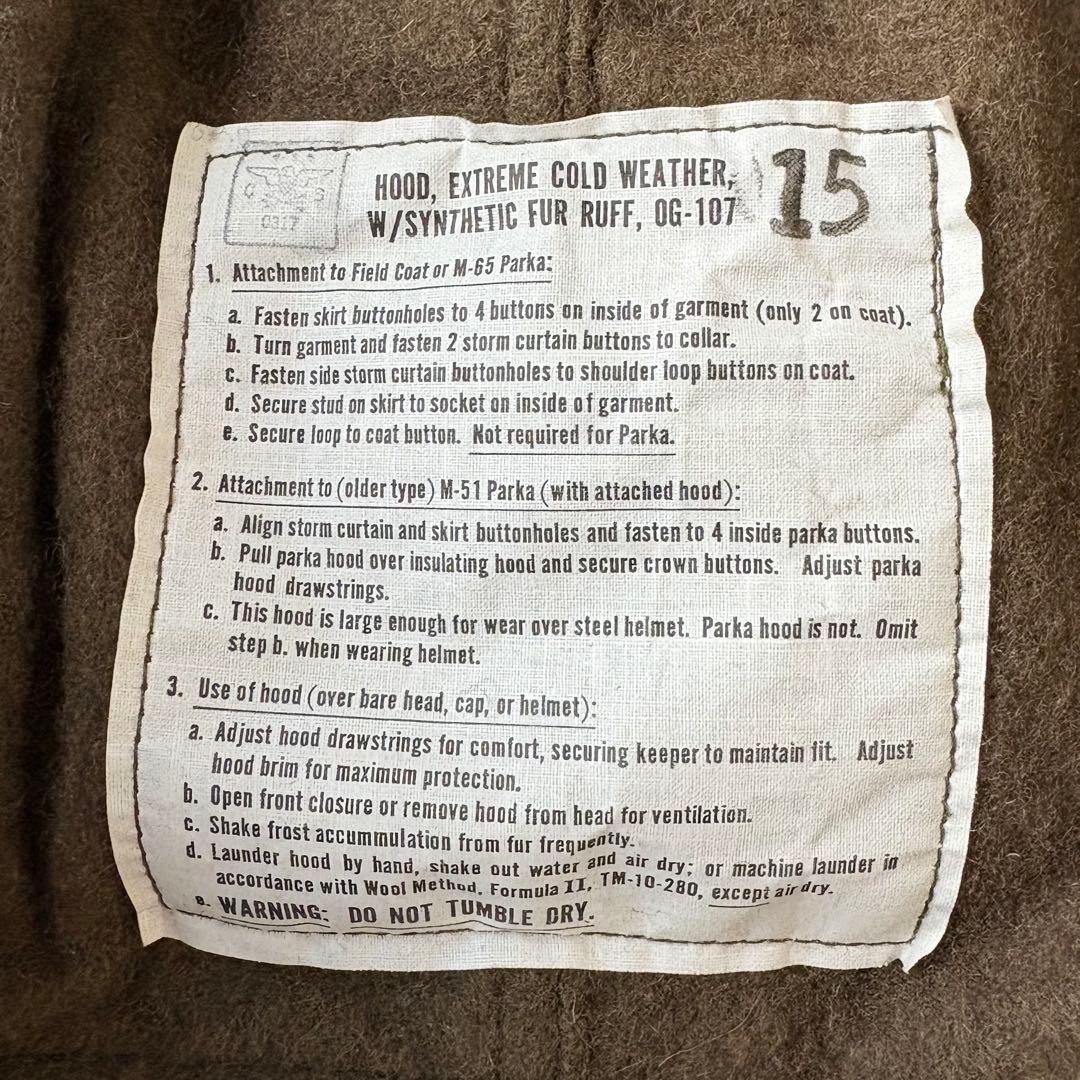 HOOD, EXTREME COLD WEATHER,
W/SYNTHETIC FUR RUFF, OG-107
15
0317
1. Attachment to Field Coat or M-65 Parka:
a. Fasten skirt buttonholes to 4 buttons on inside of garment (only 2 on coat).
b. Turn garment and fasten 2 storm curtain buttons to collar.
c. Fasten side storm curtain buttonholes to shoulder loop buttons on coat.
d. Secure stud on skirt to socket on inside of garment.
e. Secure loop to coat button. Not required for Parka.
2. Attachment to (older type) M-51 Parka (with attached hood):
a. Align storm curtain and skirt buttonholes and fasten to 4 inside parka buttons.
b. Pull parka hood over insulating hood and secure crown buttons. Adjust parka
hood drawstrings.
c. This hood is large enough for wear over steel helmet. Parka hood is not. Omit
step b. when wearing helmet.
3. Use of hood (over bare head, cap, or helmet):
a. Adjust hood drawstrings for comfort, securing keeper to maintain fit. Adjust
hood brim for maximum protection.
b. Open front closure or remove hood from head for ventilation.
c. Shake frost accummulation from fur frequently.
d. Launder hood by hand, shake out water and air dry; or machine launder in
accordance with Wool Method, Formula II, TM-10-280, except air dry.
e. WARNING: DO NOT TUMBLE DRY.